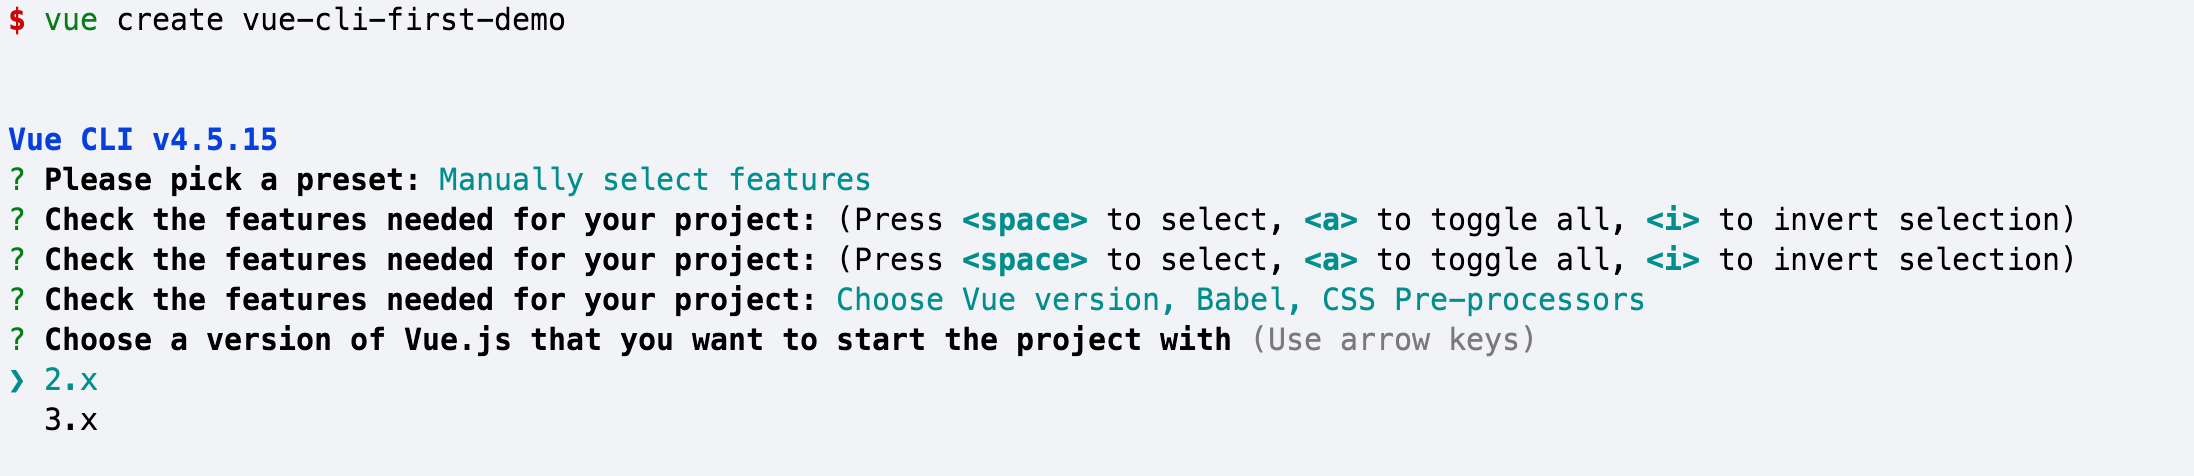 $ vue create vue-cli-first-demo
Vue CLI v4.5.15
? Please pick a preset: Manually select features
? Check the features needed for your project: (Press <space> to select, <a> to toggle all, <i> to invert selection)
? Check the features needed for your project: (Press <space> to select, <a> to toggle all, <i> to invert selection)
? Check the features needed for your project: Choose Vue version, Babel, CSS Pre-processors
? Choose a version of Vue.js that you want to start the project with (Use arrow keys)
❯ 2.x
3.x